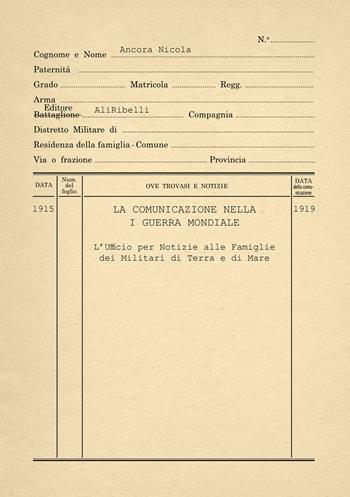 N.o
Cognome e Nome Ancora Nicola
Paternità
Grado Matricola Regg.
Arma
Editore
Battaglione AliRibelli Compagnia
Distretto Militare di
Residenza della famiglia - Comune
Via o frazione Provincia
DATA Num. del foglio OVE TROVASI E NOTIZIE DATA della comunicazione
1915 LA COMUNICAZIONE NELLA 1919
I GUERRA MONDIALE
L'Ufficio per Notizie alle Famiglie
dei Militari di Terra e di Mare